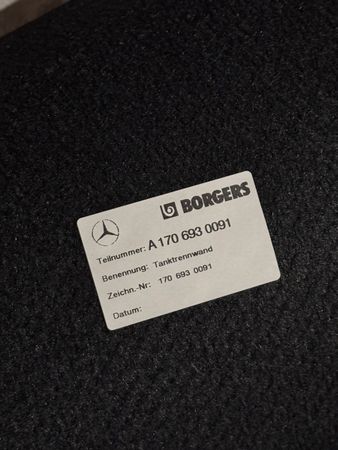 BORGERS
Teilnummer: A 170 693 0091
Benennung: Tanktrennwand
Zeichn.-Nr: 170 693 0091
Datum: